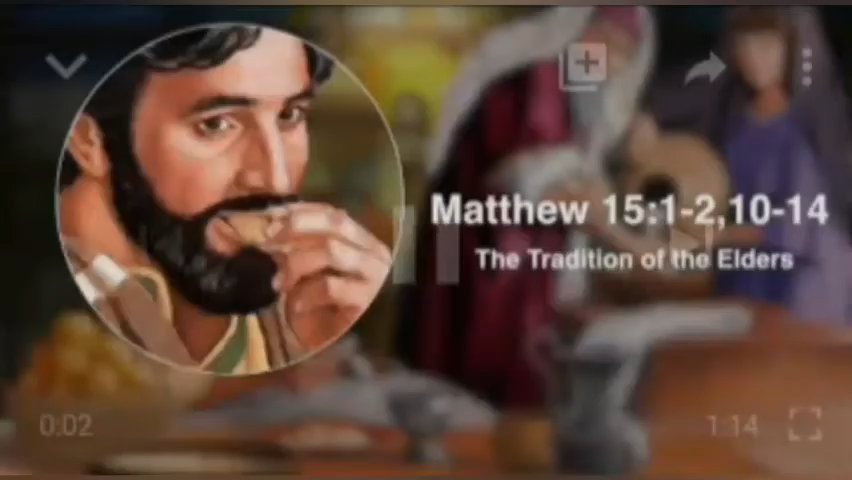 Matthew 15:1-2,10-14
The Tradition of the Elders
0:02
1:14